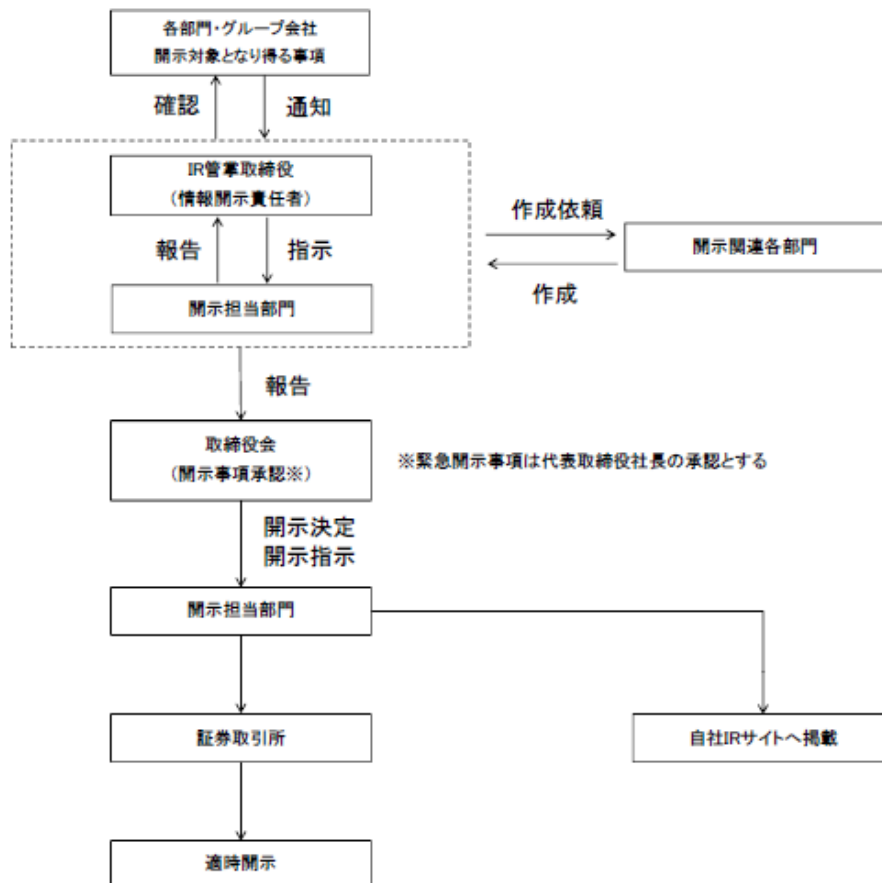 各部門・グループ会社
開示対象となり得る事項
確認
通知
IR管掌取締役
(情報開示責任者)
報告
指示
開示担当部門
作成依頼
開示関連各部門
作成
報告
取締役会
(開示事項承認※)
※緊急開示事項は代表取締役社長の承認とする
開示決定
開示指示
開示担当部門
証券取引所
自社IRサイトへ掲載
適時開示